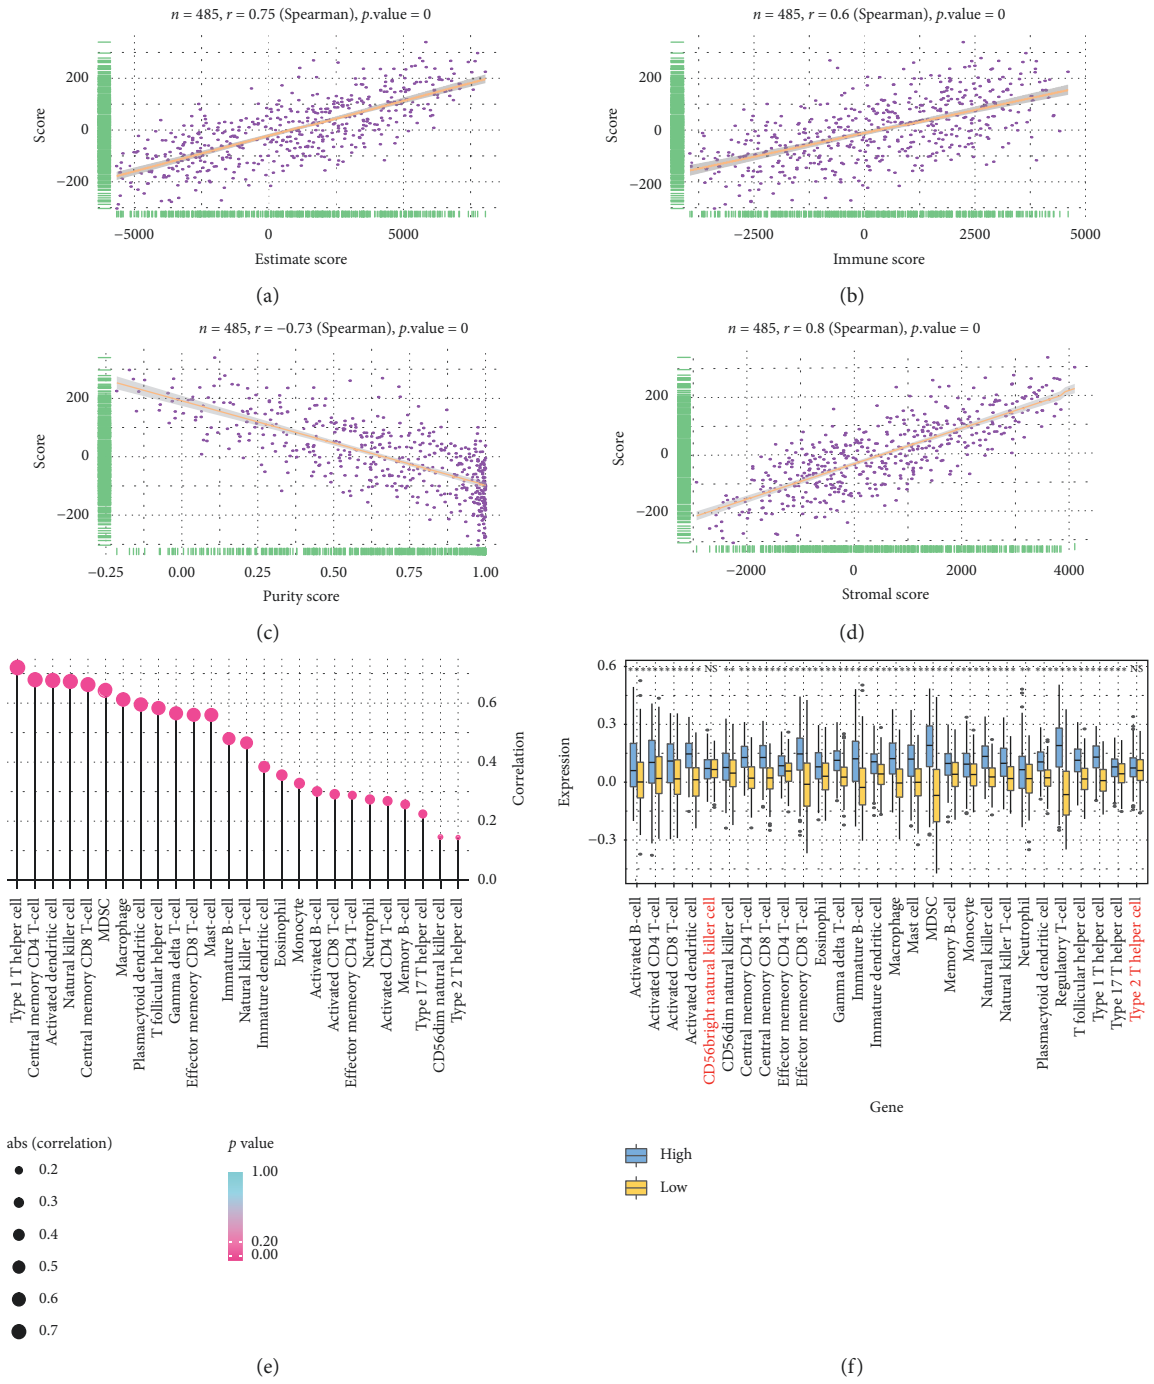 n = 485, r = 0.75 (Spearman), p.value = 0
Score
200
0
−200
−5000
0
5000
Estimate score
(a)
n = 485, r = 0.6 (Spearman), p.value = 0
Score
200
0
−200
−2500
0
2500
5000
Immune score
(b)
n = 485, r = −0.73 (Spearman), p.value = 0
Score
200
0
−200
−0.25
0.00
0.25
0.50
0.75
1.00
Purity score
(c)
n = 485, r = 0.8 (Spearman), p.value = 0
Score
200
0
−200
−2000
0
2000
4000
Stromal score
(d)
0.6
0.4
0.2
0.0
Correlation
Type 1 T helper cell
Central memory CD4 T-cell
Activated dendritic cell
Natural killer cell
Central memory CD8 T-cell
MDSC
Macrophage
Plasmacytoid dendritic cell
T follicular helper cell
Gamma delta T-cell
Effector memeory CD8 T-cell
Mast-cell
Immature B-cell
Natural killer T-cell
Immature dendritic cell
Eosinophil
Monocyte
Activated B-cell
Activated CD8 T-cell
Effector memeory CD4 T-cell
Neutrophil
Activated CD4 T-cell
Memory B-cell
Type 17 T helper cell
CD56dim natural killer cell
Type 2 T helper cell
abs (correlation)
0.2
0.3
0.4
0.5
0.6
0.7
p value
1.00
0.20
0.00
(e)
Expression
0.6
0.3
0.0
−0.3
NS
NS
Activated B-cell
Activated CD4 T-cell
Activated CD8 T-cell
Activated dendritic cell
CD56bright natural killer cell
CD56dim natural killer cell
Central memory CD4 T-cell
Central memory CD8 T-cell
Effector memeory CD4 T-cell
Effector memeory CD8 T-cell
Eosinophil
Gamma delta T-cell
Immature B-cell
Immature dendritic cell
Macrophage
Mast cell
MDSC
Memory B-cell
Monocyte
Natural killer cell
Natural killer T-cell
Neutrophil
Plasmacytoid dendritic cell
Regulatory T-cell
T follicular helper cell
Type 1 T helper cell
Type 17 T helper cell
Type 2 T helper cell
Gene
High
Low
(f)